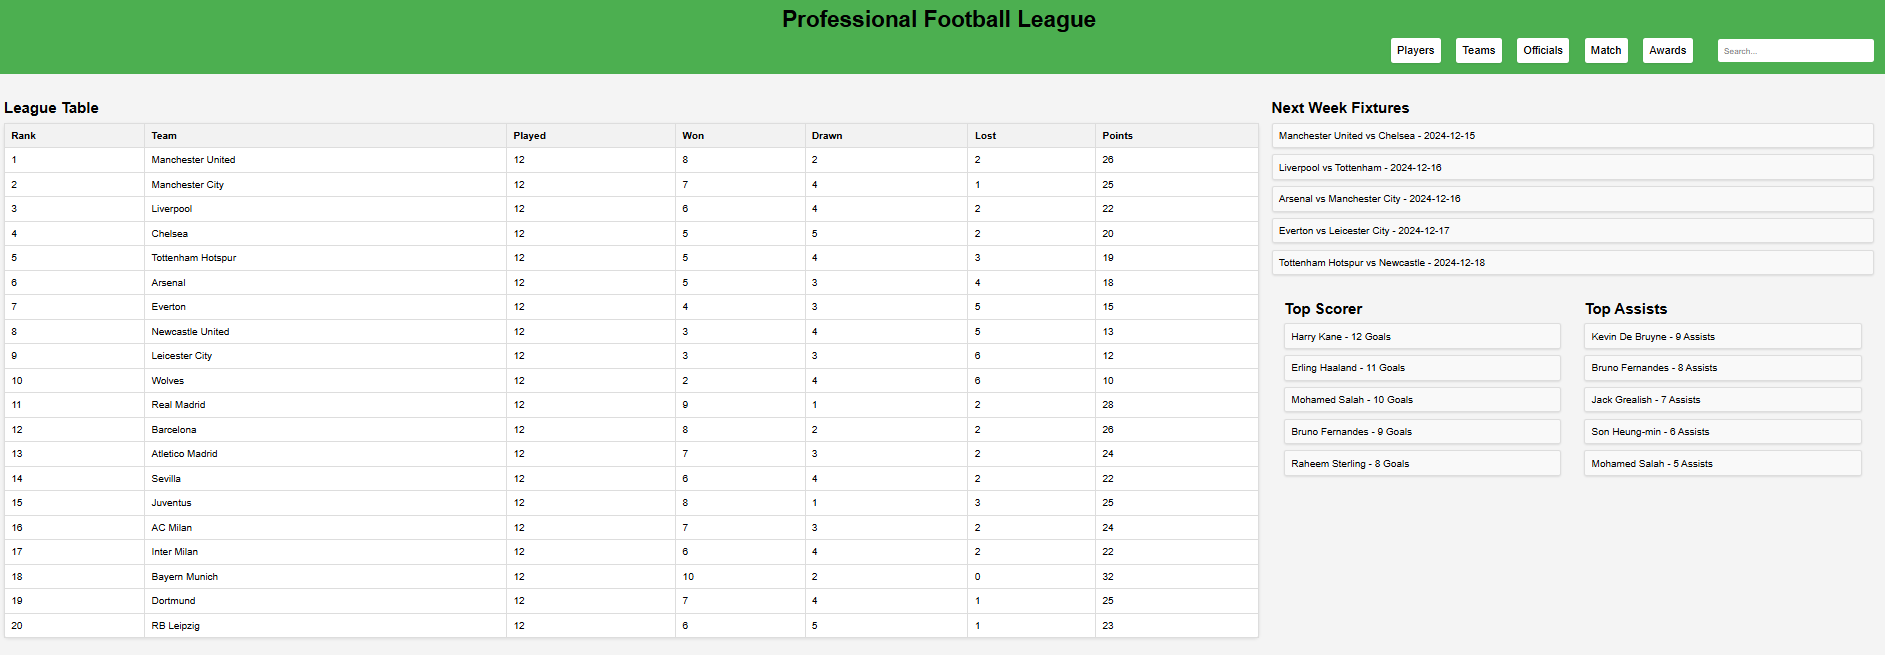 Professional Football League
Players Teams Officials Match Awards Search...
League Table
Rank Team Played Won Drawn Lost Points
1 Manchester United 12 8 2 2 26
2 Manchester City 12 7 4 1 25
3 Liverpool 12 6 4 2 22
4 Chelsea 12 5 5 2 20
5 Tottenham Hotspur 12 5 4 3 19
6 Arsenal 12 5 3 4 18
7 Everton 12 4 3 5 15
8 Newcastle United 12 3 4 5 13
9 Leicester City 12 3 3 6 12
10 Wolves 12 2 4 6 10
11 Real Madrid 12 9 1 2 28
12 Barcelona 12 8 2 2 26
13 Atletico Madrid 12 7 3 2 24
14 Sevilla 12 6 4 2 22
15 Juventus 12 8 1 3 25
16 AC Milan 12 7 3 2 24
17 Inter Milan 12 6 4 2 22
18 Bayern Munich 12 10 2 0 32
19 Dortmund 12 7 4 1 25
20 RB Leipzig 12 6 5 1 23
Next Week Fixtures
Manchester United vs Chelsea - 2024-12-15
Liverpool vs Tottenham - 2024-12-16
Arsenal vs Manchester City - 2024-12-16
Everton vs Leicester City - 2024-12-17
Tottenham Hotspur vs Newcastle - 2024-12-18
Top Scorer
Harry Kane - 12 Goals
Erling Haaland - 11 Goals
Mohamed Salah - 10 Goals
Bruno Fernandes - 9 Goals
Raheem Sterling - 8 Goals
Top Assists
Kevin De Bruyne - 9 Assists
Bruno Fernandes - 8 Assists
Jack Grealish - 7 Assists
Son Heung-min - 6 Assists
Mohamed Salah - 5 Assists